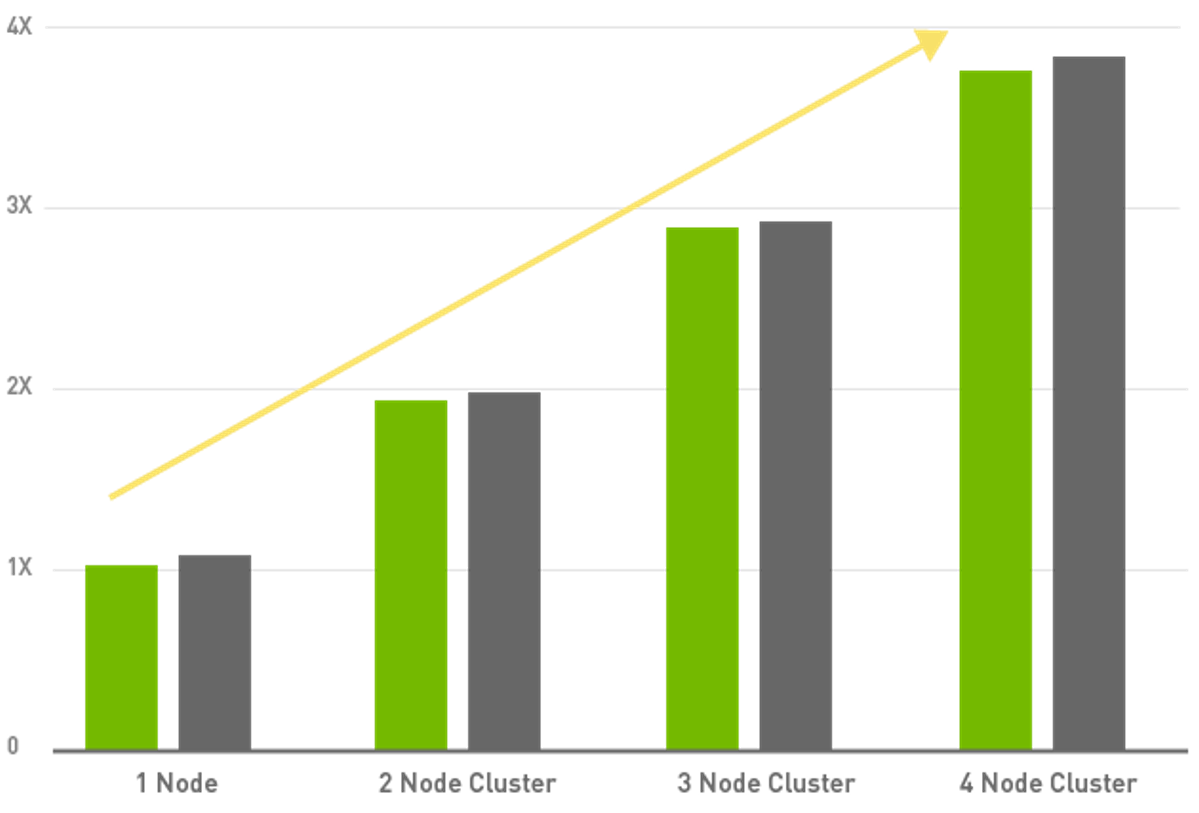 4X
3X
2X
1X
0
1 Node
2 Node Cluster
3 Node Cluster
4 Node Cluster